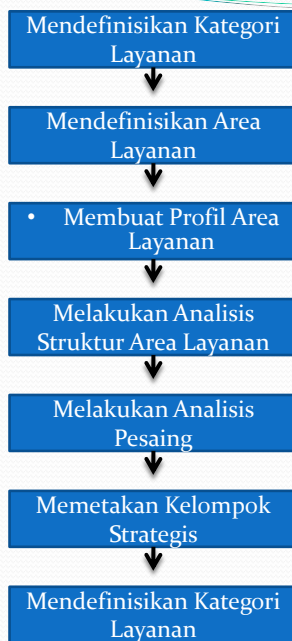 Mendefinisikan Kategori
Layanan
Mendefinisikan Area
Layanan
• Membuat Profil Area
Layanan
Melakukan Analisis
Struktur Area Layanan
Melakukan Analisis
Pesaing
Memetakan Kelompok
Strategis
Mendefinisikan Kategori
Layanan